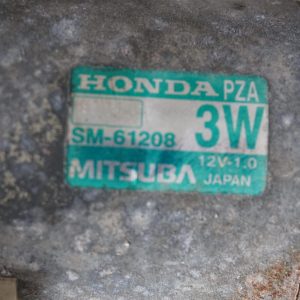 HONDA PZA
SM-61208 3W
12V-1.0
MITSUBA JAPAN